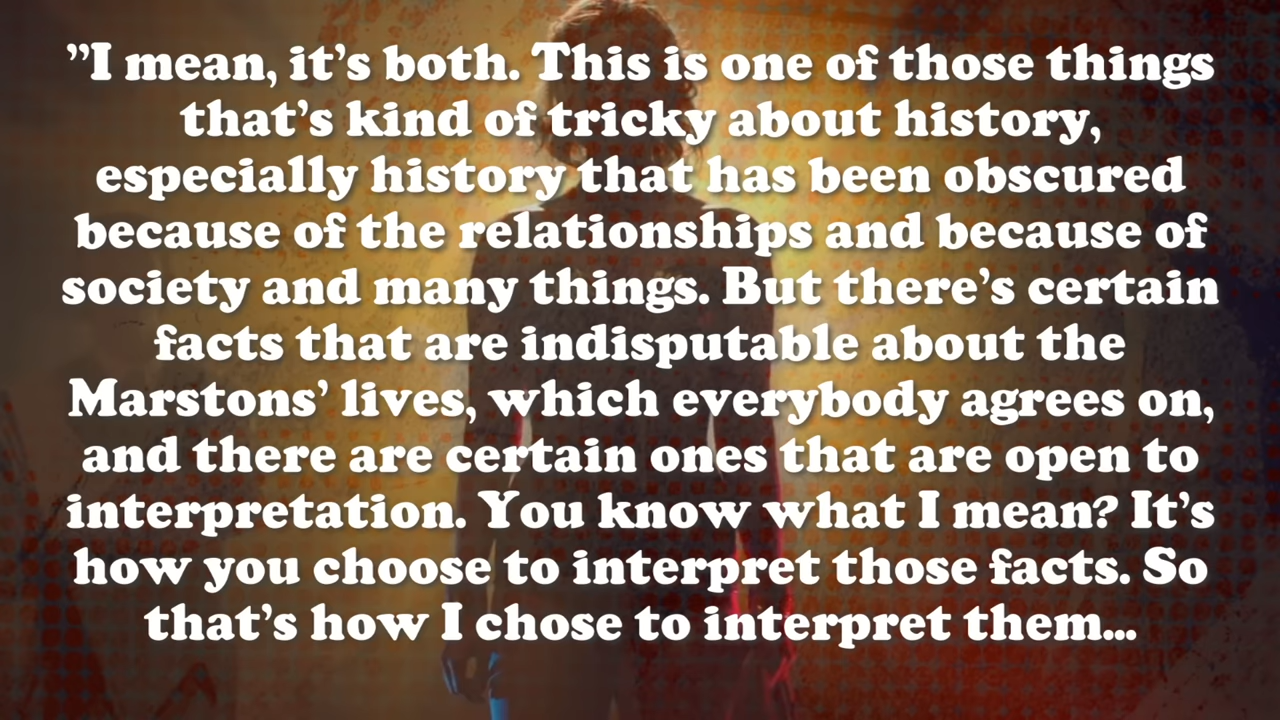 ”I mean, it’s both. This is one of those things
that’s kind of tricky about history,
especially history that has been obscured
because of the relationships and because of
society and many things. But there’s certain
facts that are indisputable about the
Marstons’ lives, which everybody agrees on,
and there are certain ones that are open to
interpretation. You know what I mean? It’s
how you choose to interpret those facts. So
that’s how I chose to interpret them...